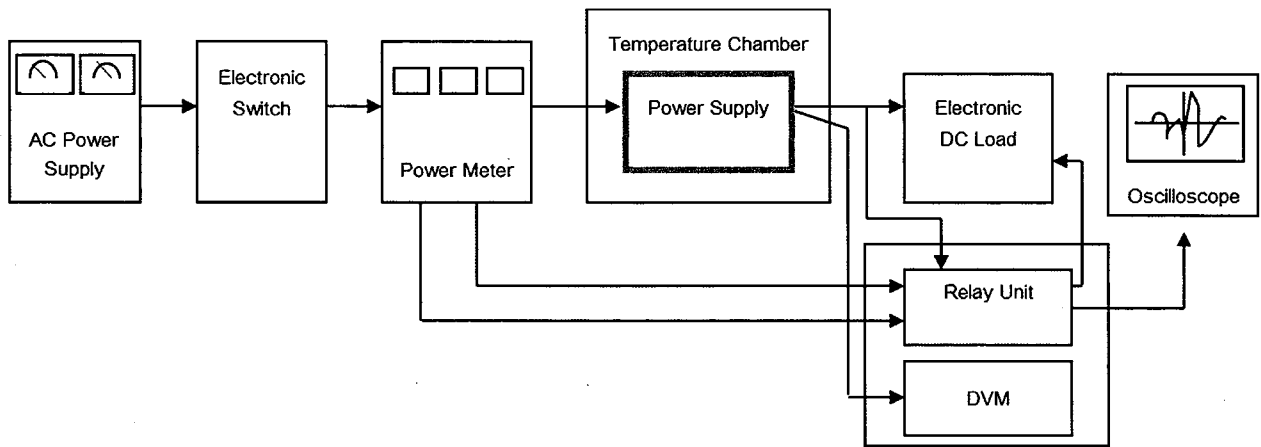 AC Power
Supply
Electronic
Switch
Power Meter
Temperature Chamber
Power Supply
Electronic
DC Load
Oscilloscope
Relay Unit
DVM